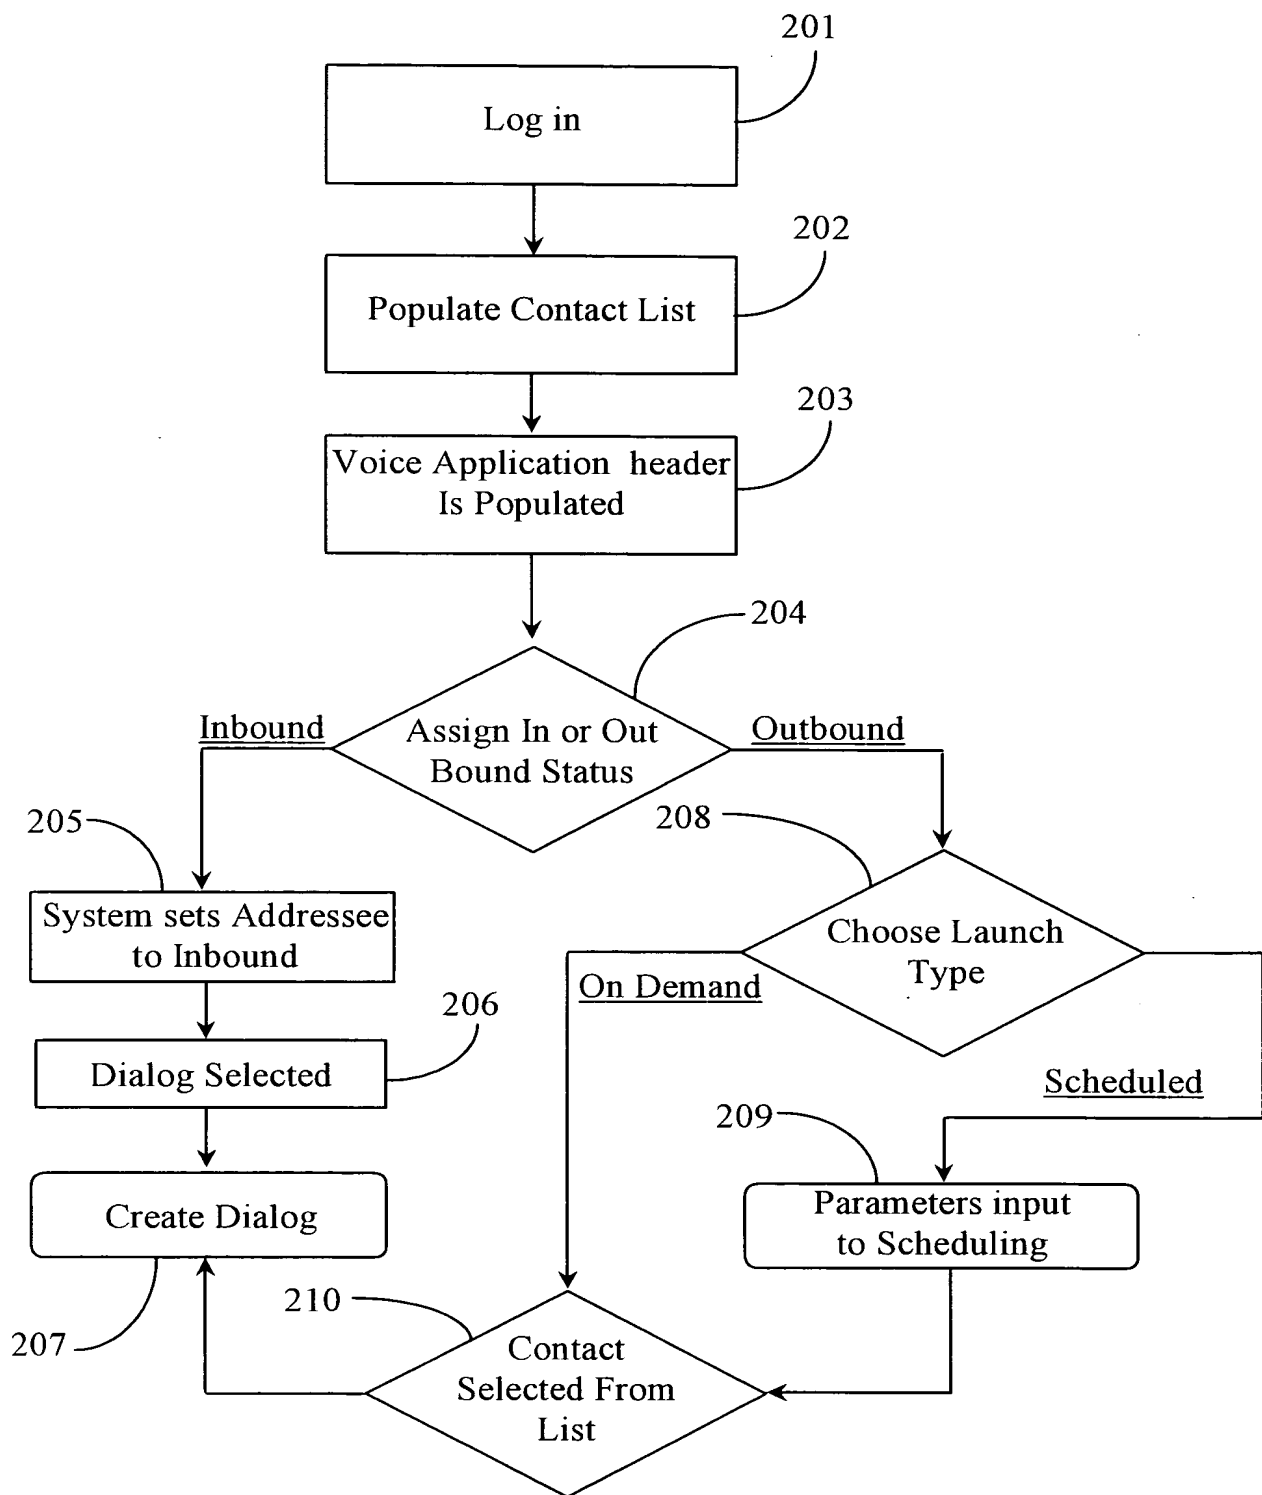 201
Log in
202
Populate Contact List
203
Voice Application header
Is Populated
204
Inbound
Assign In or Out
Bound Status
Outbound
205
208
System sets Addressee
to Inbound
Choose Launch
Type
On Demand
206
Dialog Selected
Scheduled
209
Create Dialog
Parameters input
to Scheduling
210
207
Contact
Selected From
List